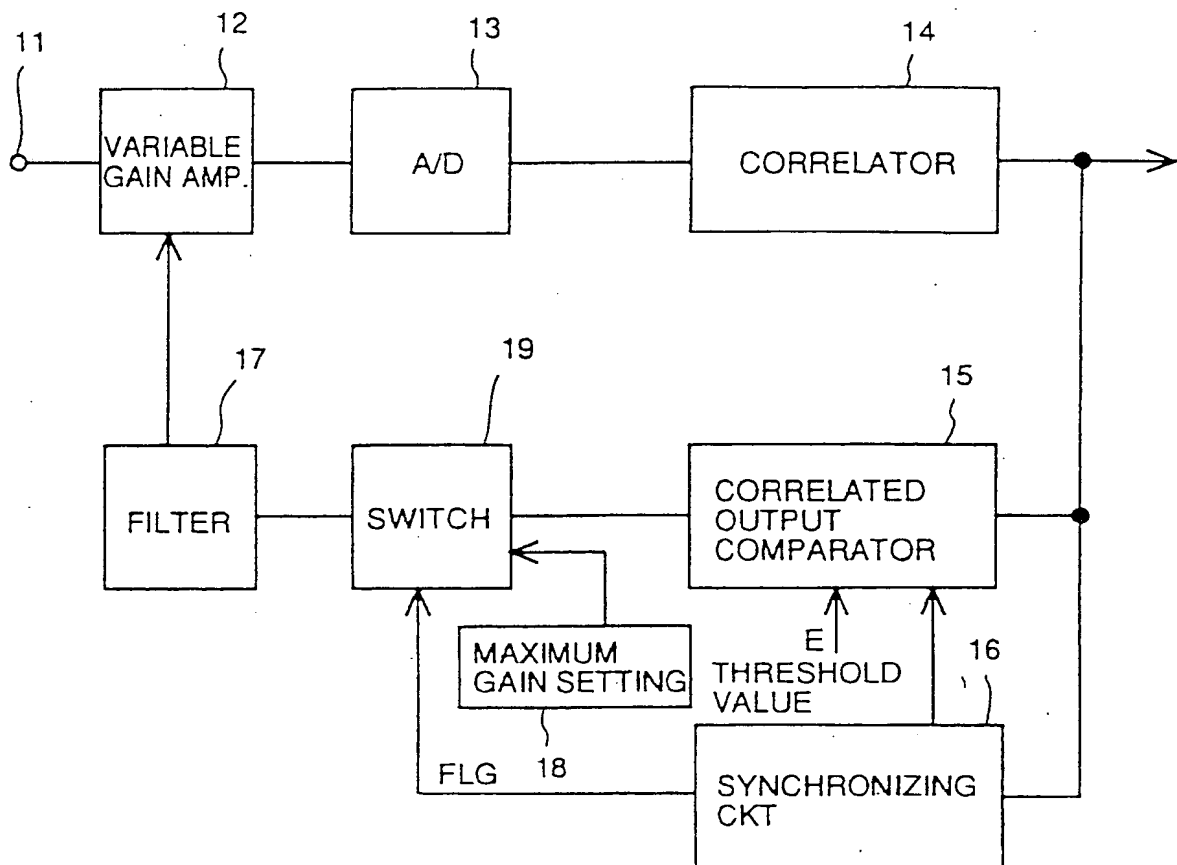 11
12
13
14
VARIABLE
GAIN AMP.
A/D
CORRELATOR
17
19
15
FILTER
SWITCH
CORRELATED
OUTPUT
COMPARATOR
MAXIMUM
GAIN SETTING
18
E
THRESHOLD
VALUE
16
FLG
SYNCHRONIZING
CKT